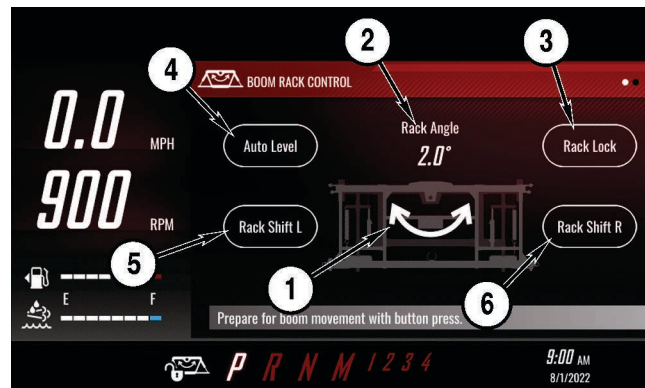 1
2
3
4
5
6
BOOM RACK CONTROL
0.0 MPH
900 RPM
Auto Level
Rack Angle
2.0°
Rack Lock
Rack Shift L
Rack Shift R
E F
Prepare for boom movement with button press.
P R N M 1 2 3 4
9:00 AM
8/1/2022